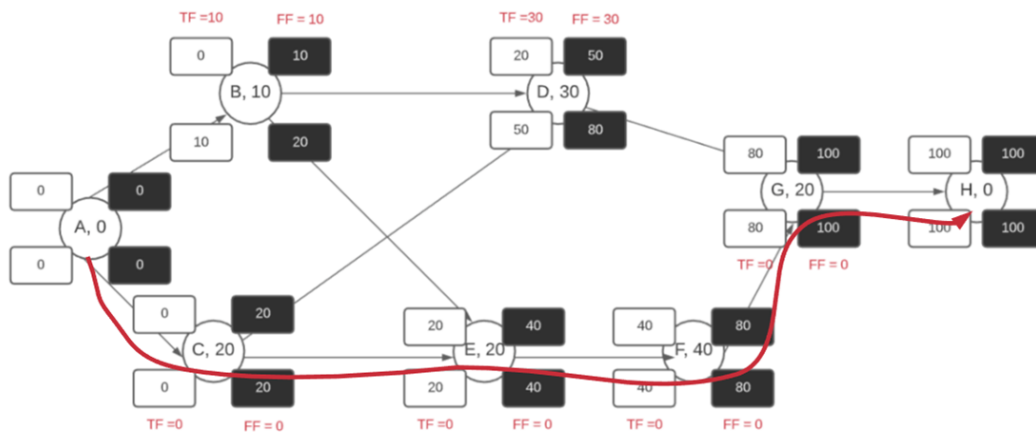 TF =10 FF = 10
0 10
B, 10
10 20
TF =30 FF = 30
20 50
D, 30
50 80
0 0
A, 0
0 0
80 100
G, 20
80 100
TF =0 FF = 0
100 100
H, 0
100 100
0 20
C, 20
0 20
TF =0 FF = 0
20 40
E, 20
20 40
TF =0 FF = 0
40 80
F, 40
40 80
TF =0 FF = 0